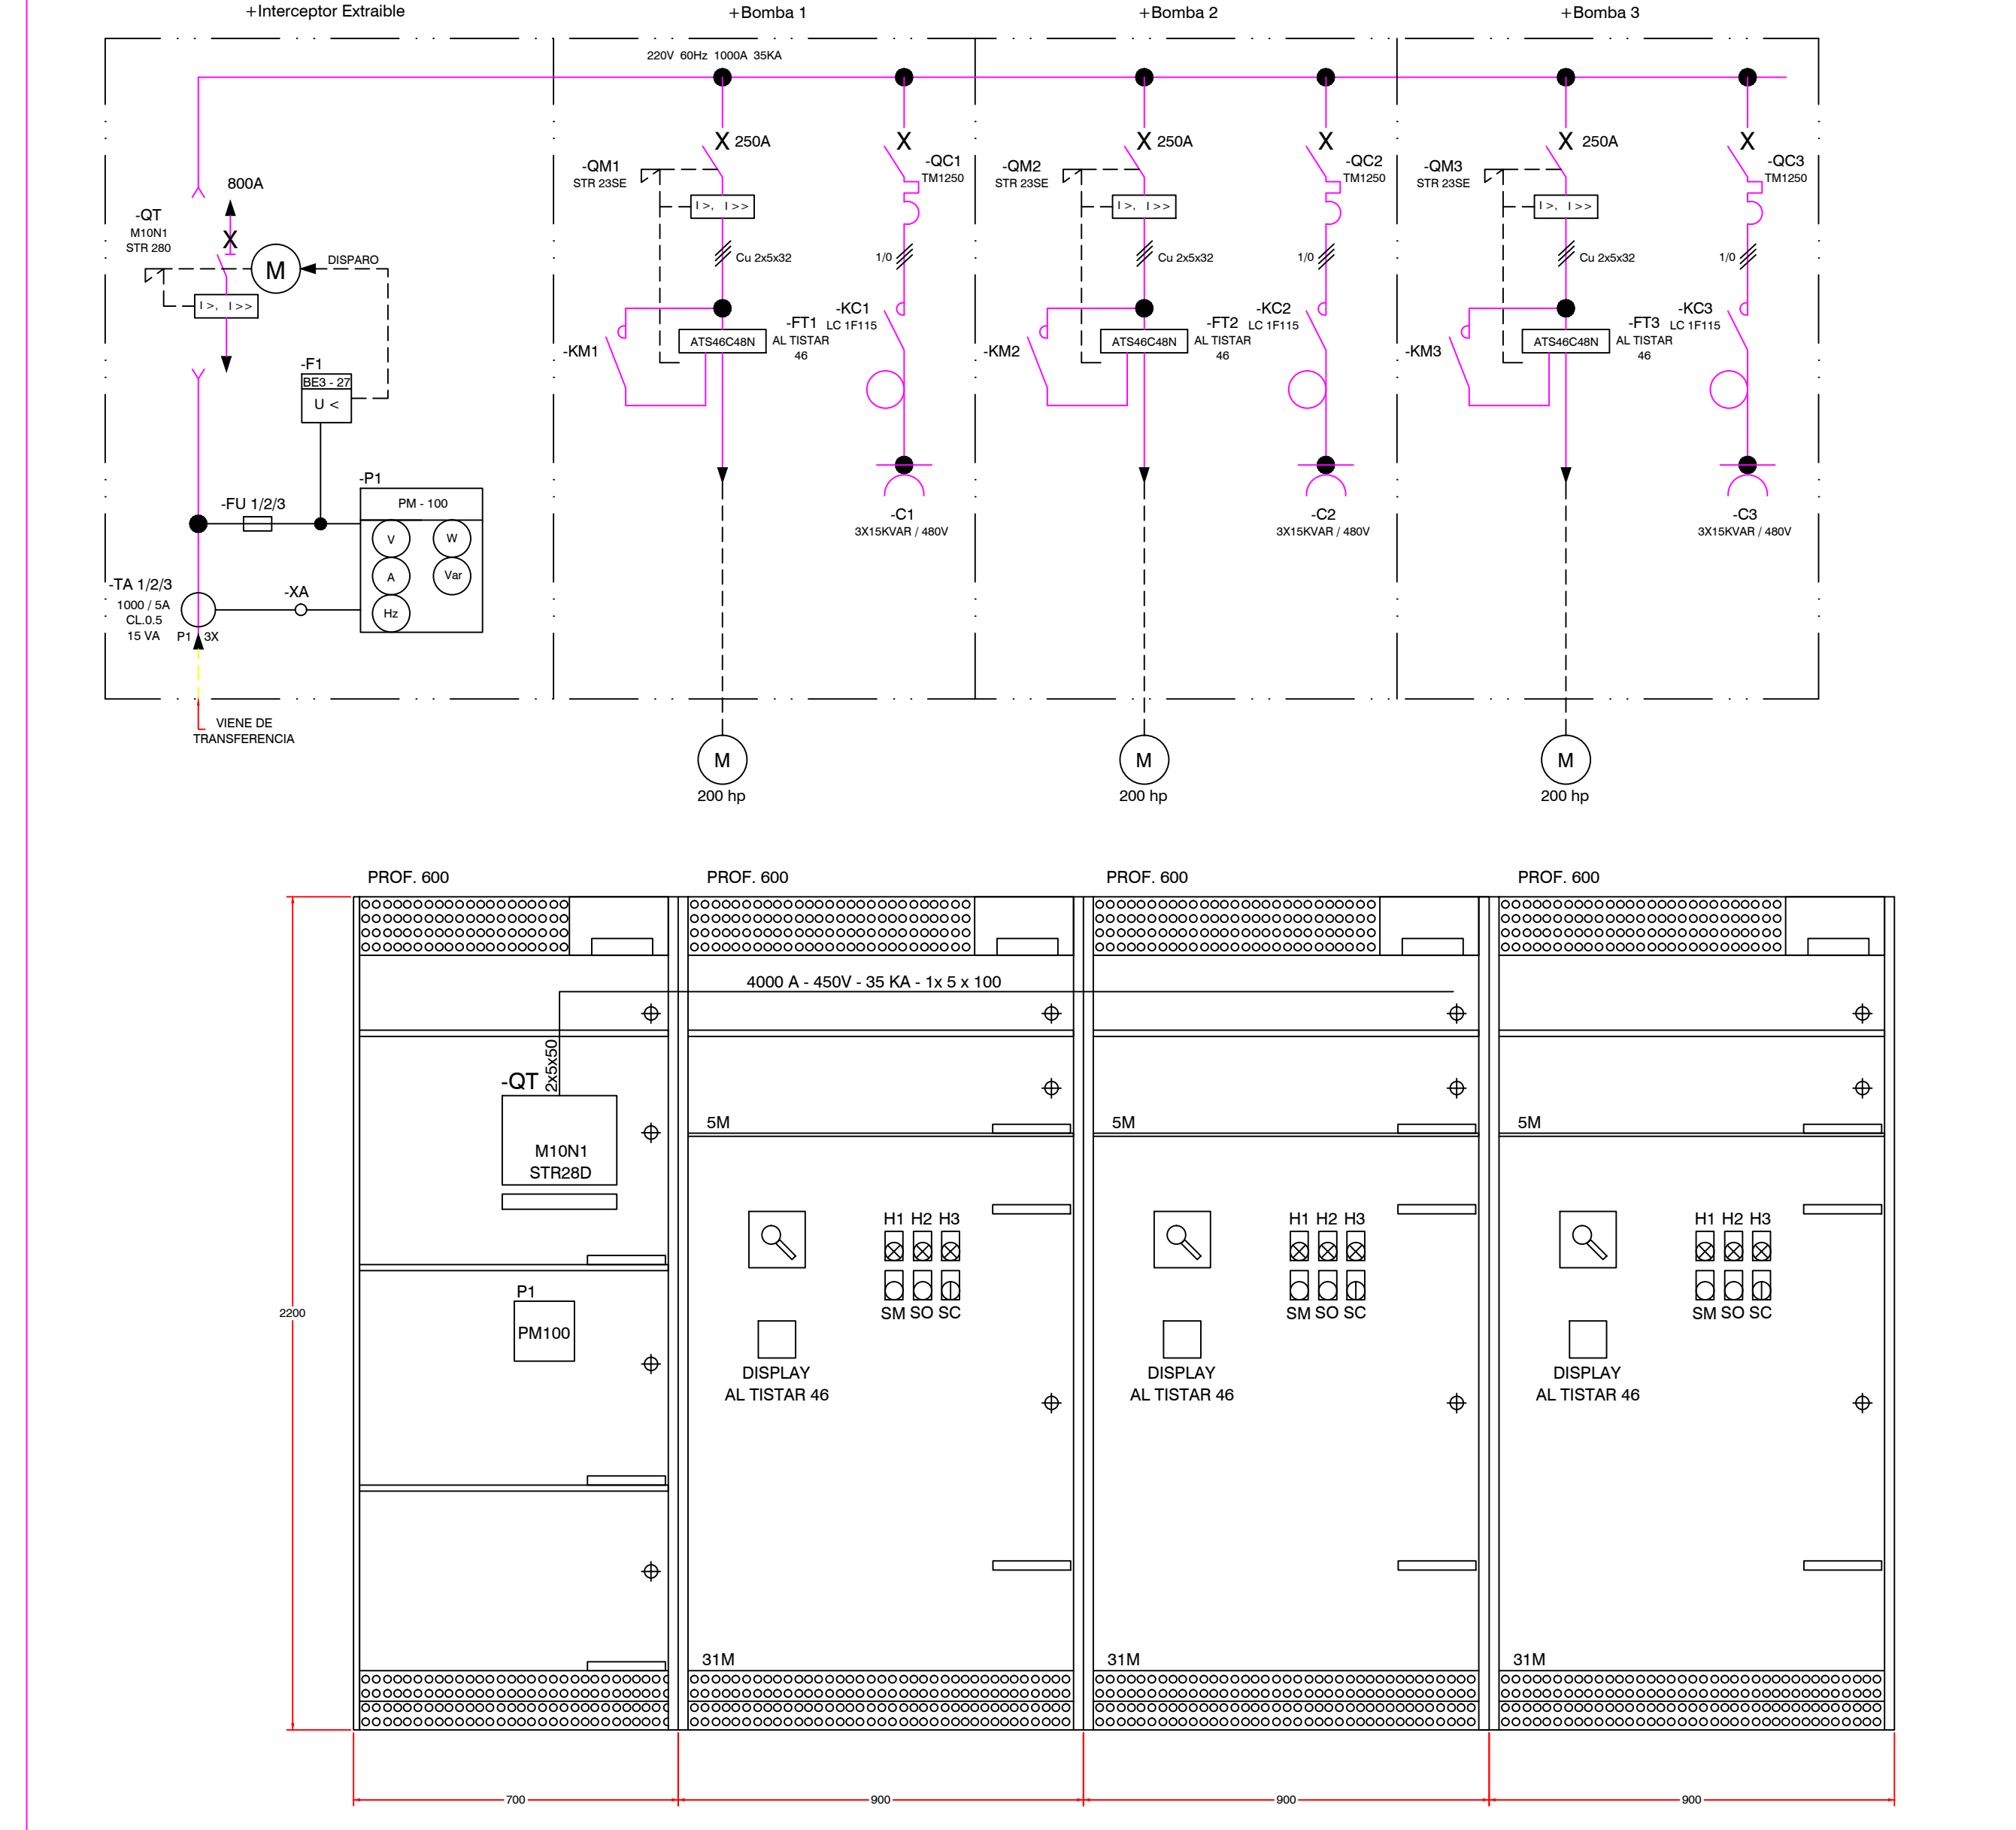 +Interceptor Extraible
+Bomba 1
+Bomba 2
+Bomba 3
220V 60Hz 1000A 35KA
800A
-QT
M10N1
STR 280
M
DISPARO
I >, I >>
-F1
BE3 - 27
U <
-FU 1/2/3
-P1
PM - 100
V
W
A
Var
Hz
-TA 1/2/3
1000 / 5A
CL.0.5
15 VA
P1
3X
-XA
VIENE DE
TRANSFERENCIA
X
250A
-QM1
STR 23SE
I >, I >>
Cu 2x5x32
-KM1
ATS46C48N
-FT1
AL TISTAR
46
X
-QC1
TM1250
1/0
-KC1
LC 1F115
-C1
3X15KVAR / 480V
M
200 hp
X
250A
-QM2
STR 23SE
I >, I >>
Cu 2x5x32
-KM2
ATS46C48N
-FT2
AL TISTAR
46
X
-QC2
TM1250
1/0
-KC2
LC 1F115
-C2
3X15KVAR / 480V
M
200 hp
X
250A
-QM3
STR 23SE
I >, I >>
Cu 2x5x32
-KM3
ATS46C48N
-FT3
AL TISTAR
46
X
-QC3
TM1250
1/0
-KC3
LC 1F115
-C3
3X15KVAR / 480V
M
200 hp
PROF. 600
PROF. 600
PROF. 600
PROF. 600
4000 A - 450V - 35 KA - 1x 5 x 100
2x5x50
-QT
M10N1
STR28D
P1
PM100
2200
5M
H1 H2 H3
SM SO SC
DISPLAY
AL TISTAR 46
31M
5M
H1 H2 H3
SM SO SC
DISPLAY
AL TISTAR 46
31M
5M
H1 H2 H3
SM SO SC
DISPLAY
AL TISTAR 46
31M
700
900
900
900